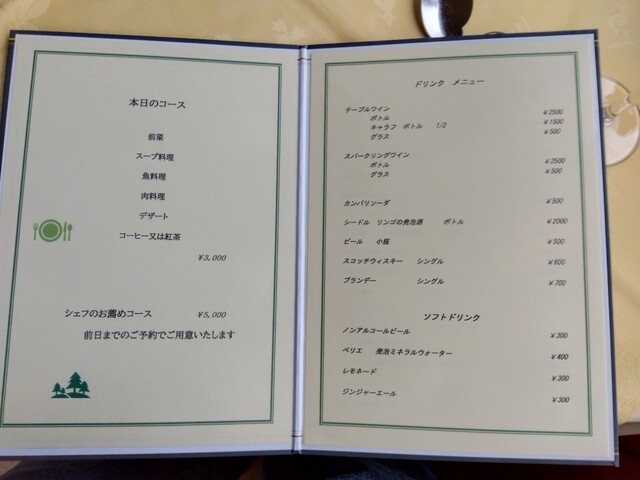 本日のコース
前菜
スープ料理
魚料理
肉料理
デザート
コーヒー又は紅茶
¥3,000
シェフのお薦めコース ¥5,000
前日までのご予約でご用意いたします
ドリンク メニュー
テーブルワイン
ボトル ¥2500
キャラフ ボトル 1/2 ¥1500
グラス ¥500
スパークリングワイン
ボトル ¥2500
グラス ¥500
カンパリソーダ ¥500
シードル リンゴの発泡酒 ボトル ¥2000
ビール 小瓶 ¥500
スコッチウィスキー シングル ¥600
ブランデー シングル ¥700
ソフトドリンク
ノンアルコールビール ¥300
ペリエ 発泡ミネラルウォーター ¥400
レモネード ¥300
ジンジャーエール ¥300